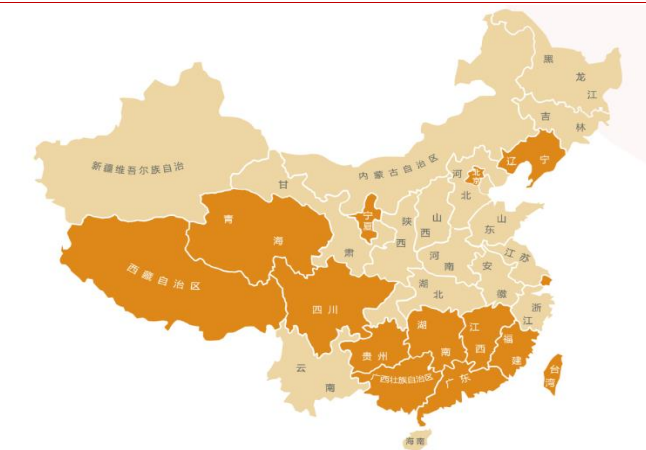 黑龙江
吉林
辽宁
内蒙古自治区
新疆维吾尔族自治
甘肃
北
河北
山西
陕西
宁夏
山东
青海
河南
江苏
安徽
西藏自治区
四川
湖北
浙江
湖南
江西
福建
贵州
云南
广西壮族自治区
广东
台湾
海南